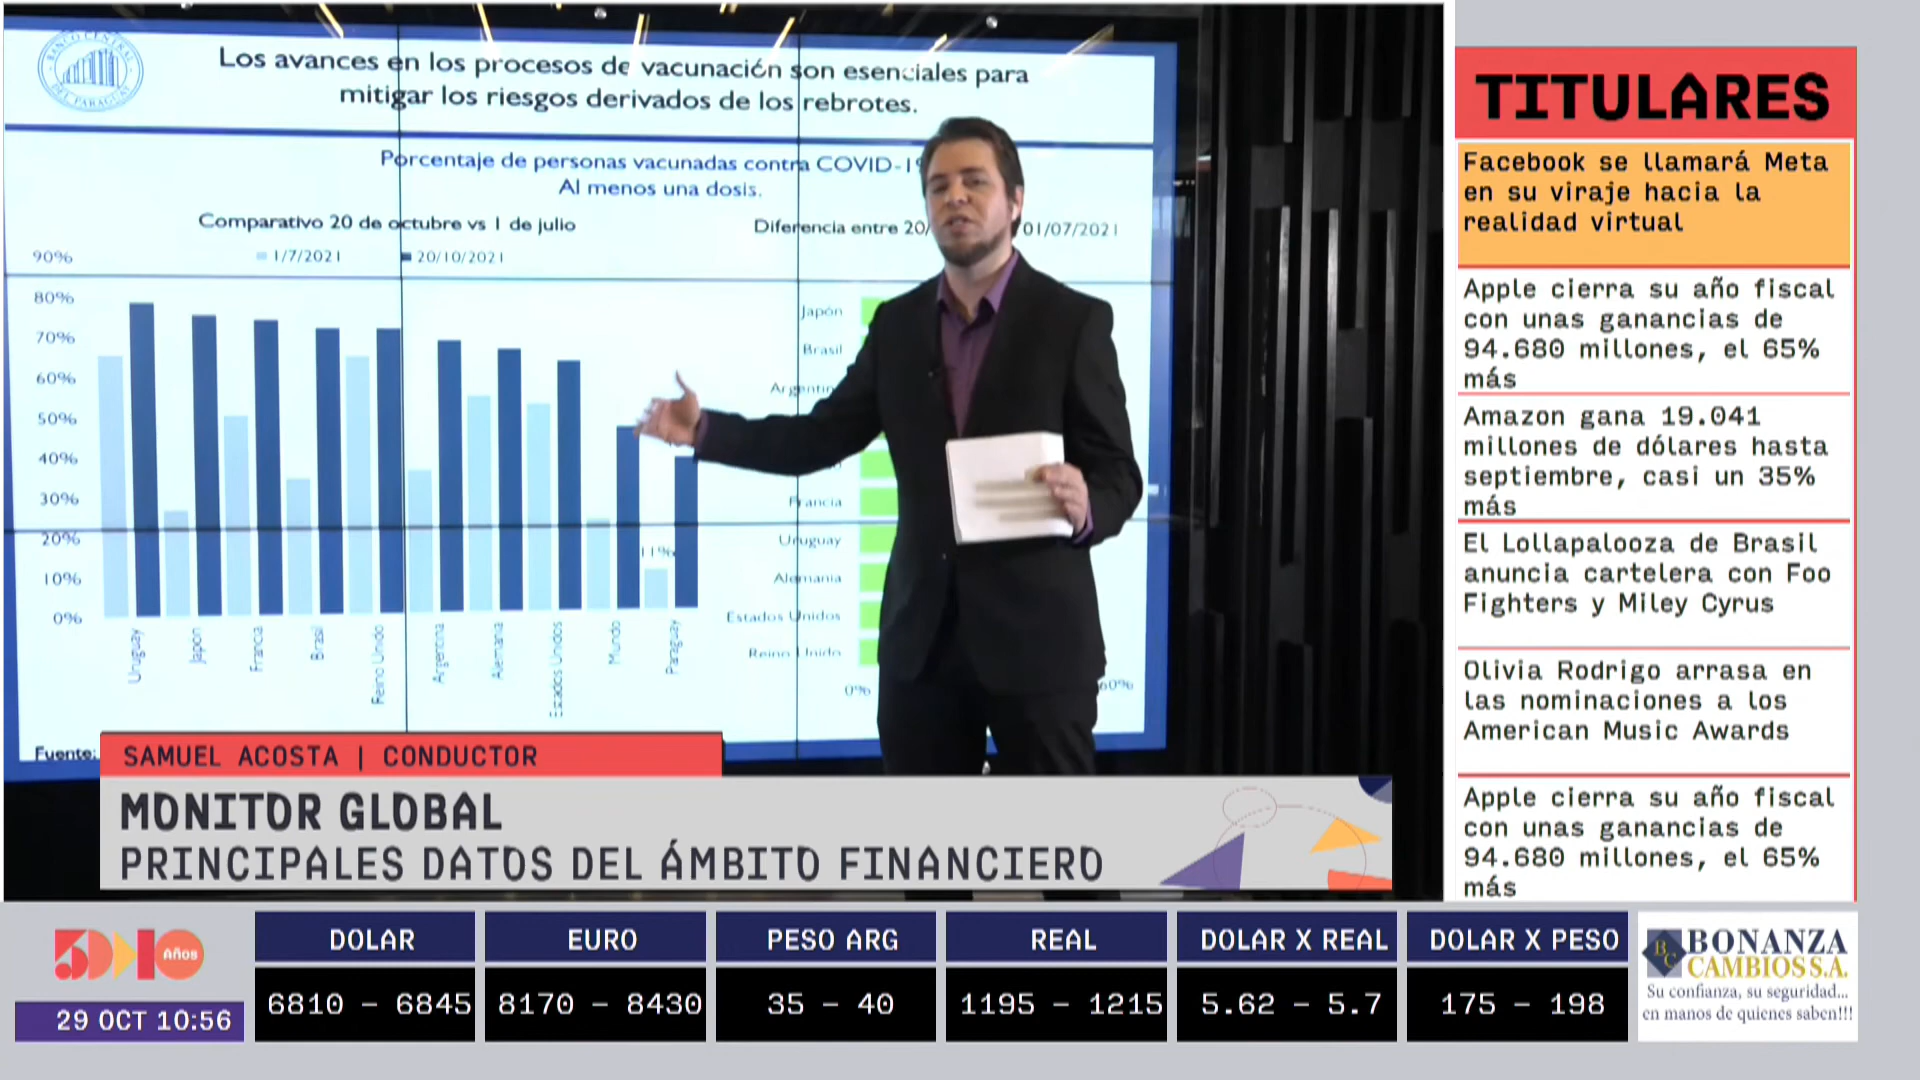 BANCO CENTRAL
DEL PARAGUAY
Los avances en los procesos de vacunación son esenciales para
mitigar los riesgos derivados de los rebrotes.
Porcentaje de personas vacunadas contra COVID-19
Al menos una dosis.
Comparativo 20 de octubre vs 1 de julio
1/7/2021 20/10/2021
90%
80%
70%
60%
50%
40%
30%
20%
10%
0%
11%
Uruguay
Japón
Francia
Brasil
Reino Unido
Argentina
Alemania
Estados Unidos
Mundo
Paraguay
Diferencia entre 20/ 01/07/2021
Japón
Brasil
Argentina
Francia
Uruguay
Alemania
Estados Unidos
Reino Unido
0% 60%
Fuente:
SAMUEL ACOSTA | CONDUCTOR
MONITOR GLOBAL
PRINCIPALES DATOS DEL ÁMBITO FINANCIERO
TITULARES
Facebook se llamará Meta
en su viraje hacia la
realidad virtual
Apple cierra su año fiscal
con unas ganancias de
94.680 millones, el 65%
más
Amazon gana 19.041
millones de dólares hasta
septiembre, casi un 35%
más
El Lollapalooza de Brasil
anuncia cartelera con Foo
Fighters y Miley Cyrus
Olivia Rodrigo arrasa en
las nominaciones a los
American Music Awards
Apple cierra su año fiscal
con unas ganancias de
94.680 millones, el 65%
más
5D10 Años
29 OCT 10:56
DOLAR
6810 - 6845
EURO
8170 - 8430
PESO ARG
35 - 40
REAL
1195 - 1215
DOLAR X REAL
5.62 - 5.7
DOLAR X PESO
175 - 198
BC
BONANZA
CAMBIOS S.A.
Su confianza, su seguridad...
en manos de quienes saben!!!